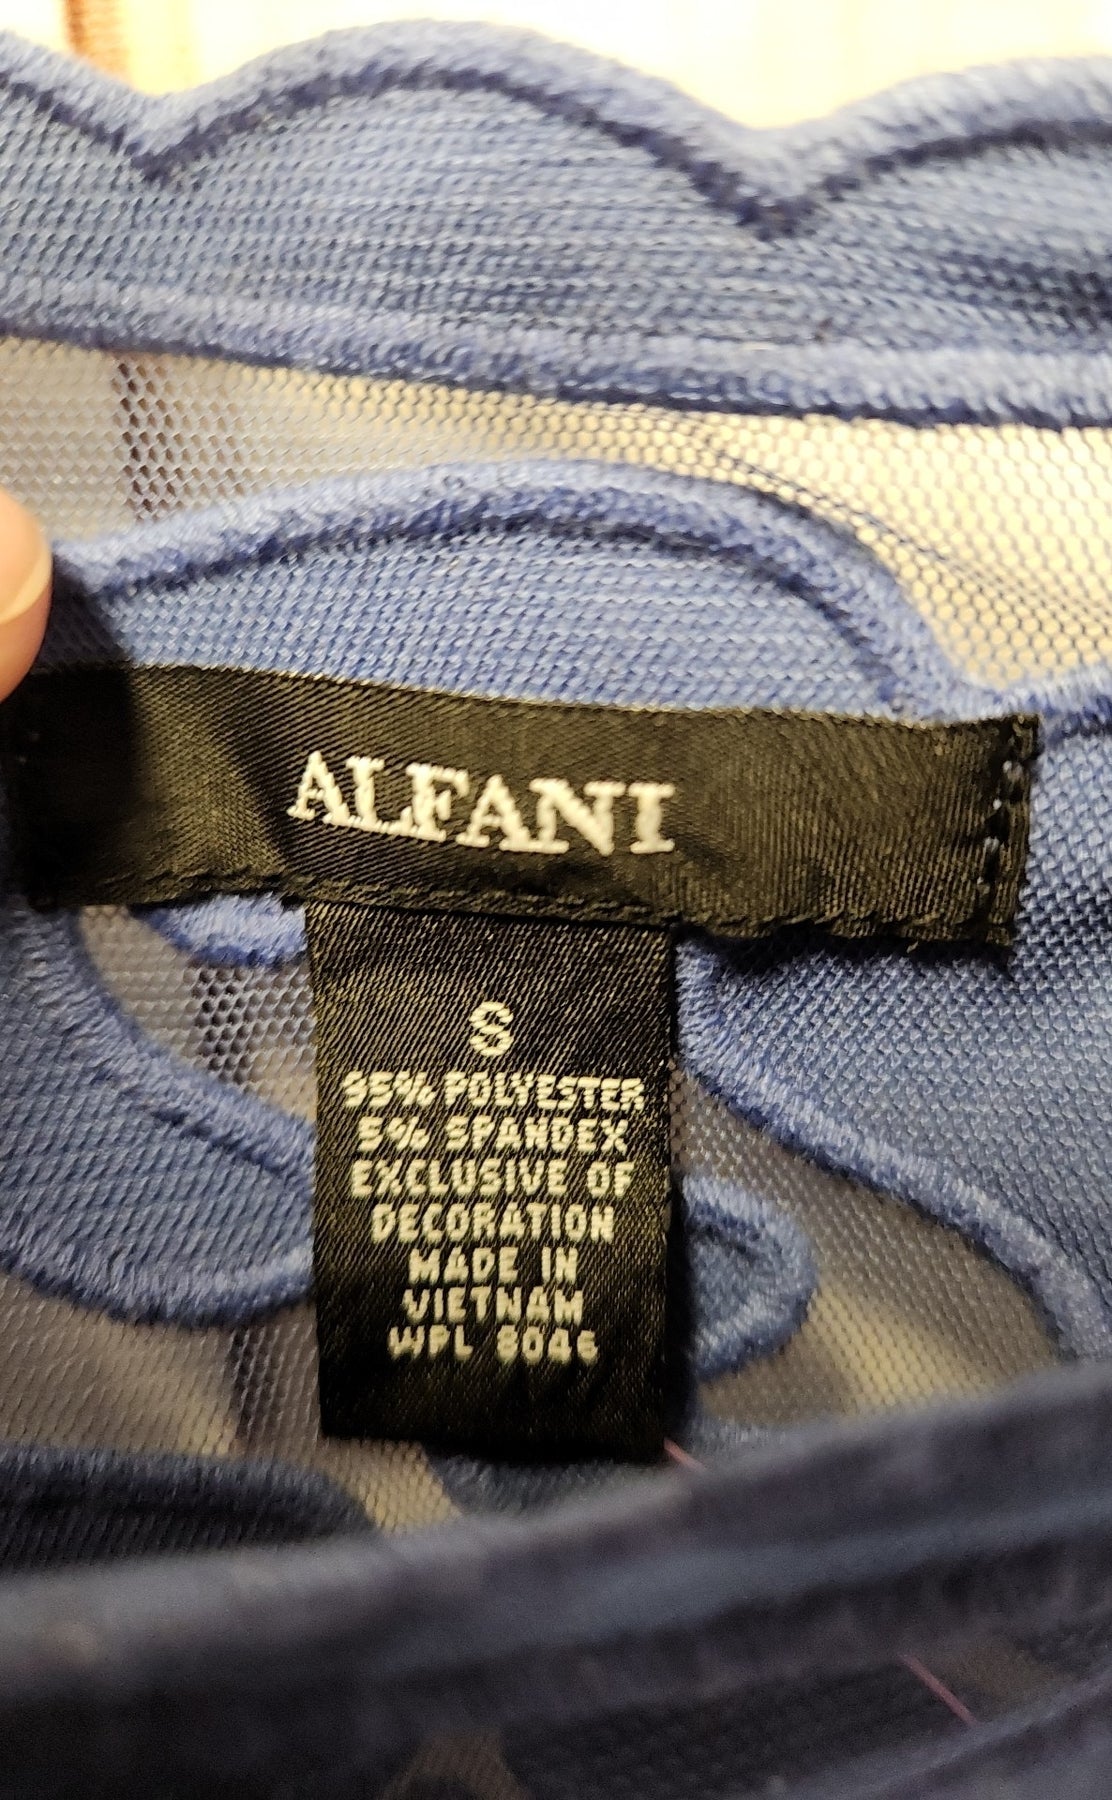 ALFANI
S
95% POLYESTER
5% SPANDEX
EXCLUSIVE OF
DECORATION
MADE IN
VIETNAM
WPL 8046